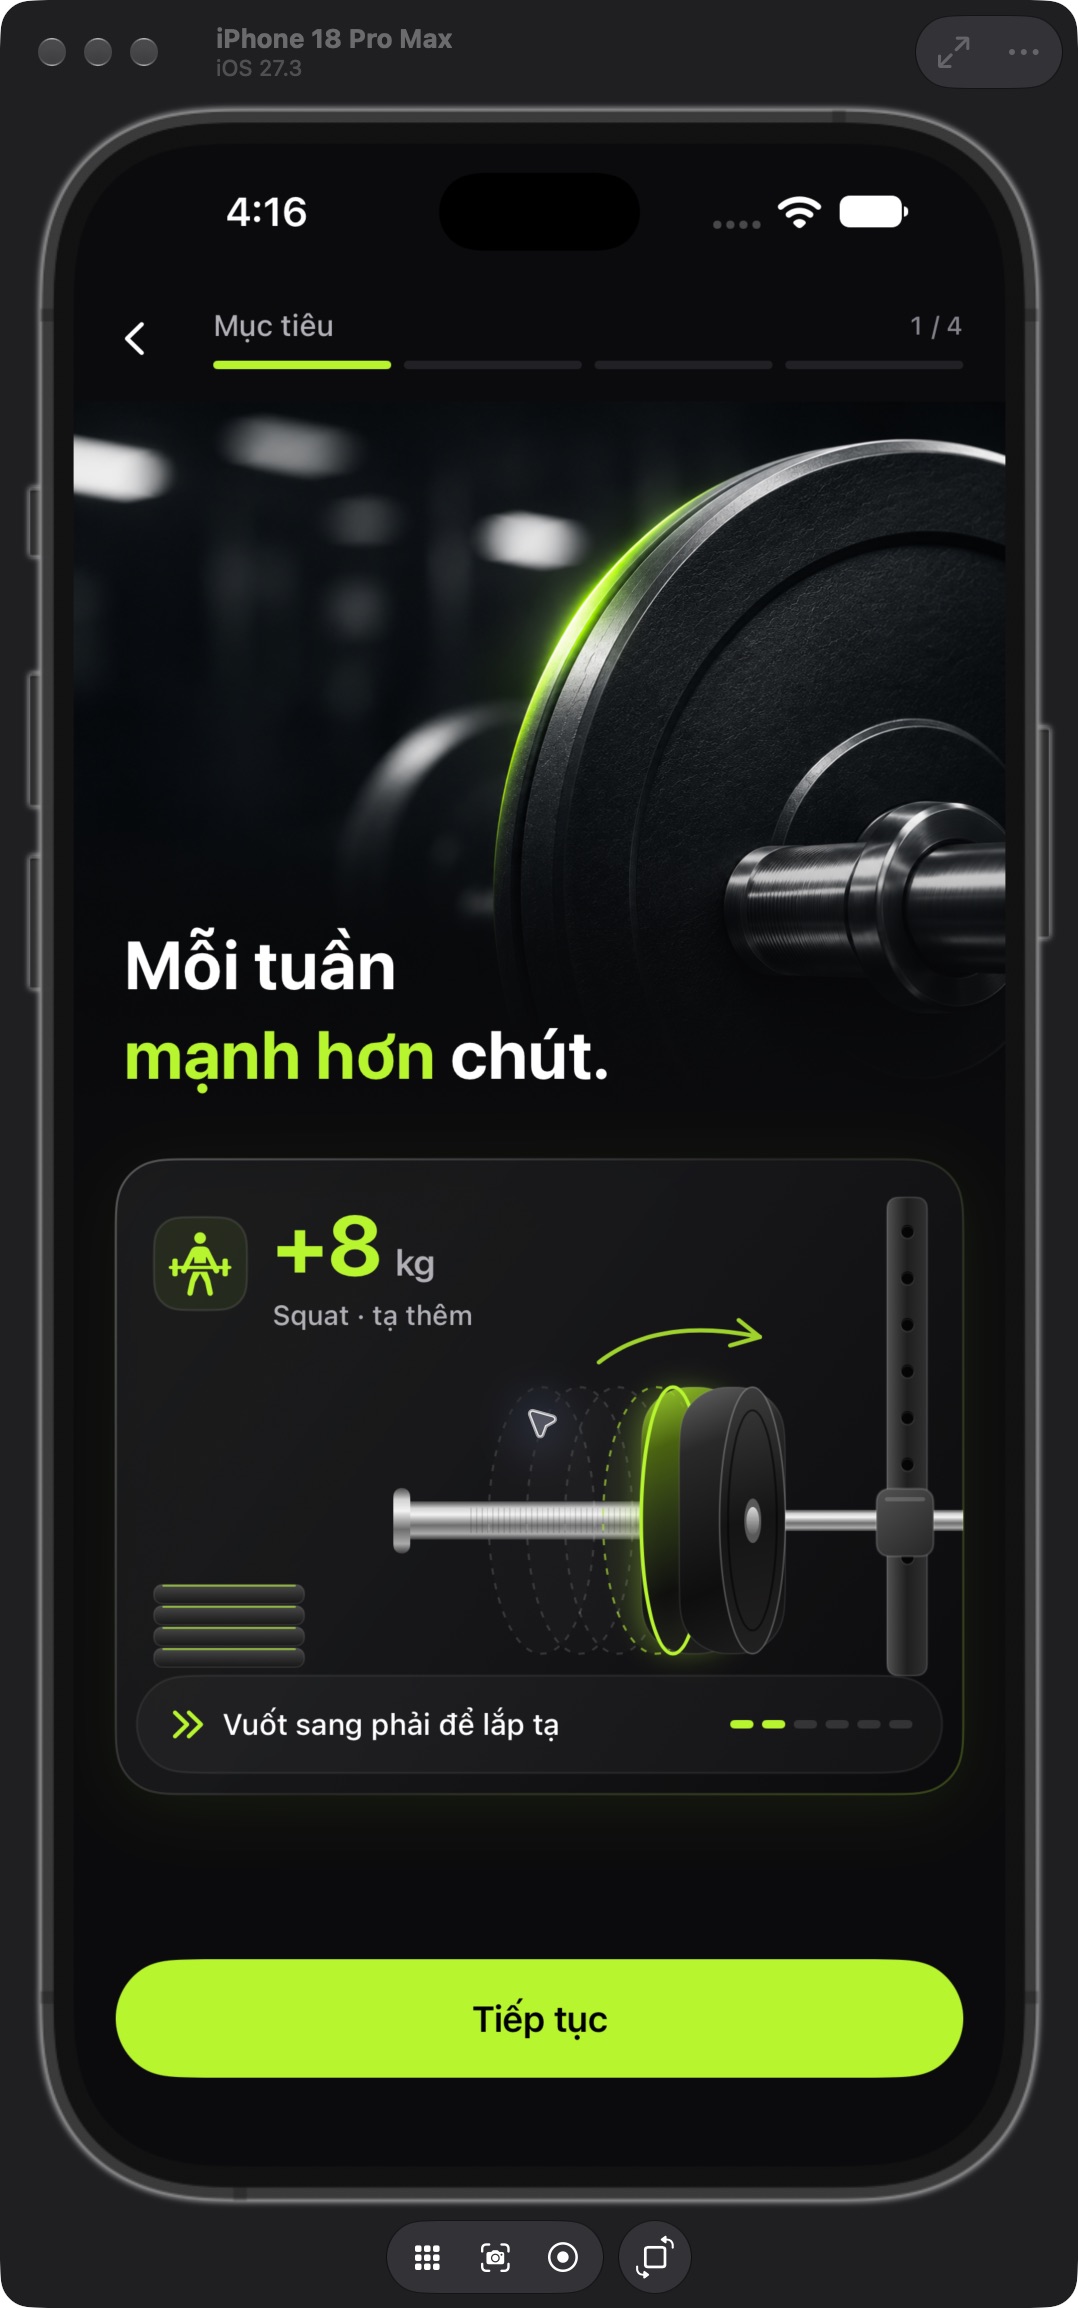 iPhone 18 Pro Max
iOS 27.3
4:16
Mục tiêu
1 / 4
Mỗi tuần
mạnh hơn chút.
+8 kg
Squat · tạ thêm
Vuốt sang phải để lắp tạ
Tiếp tục